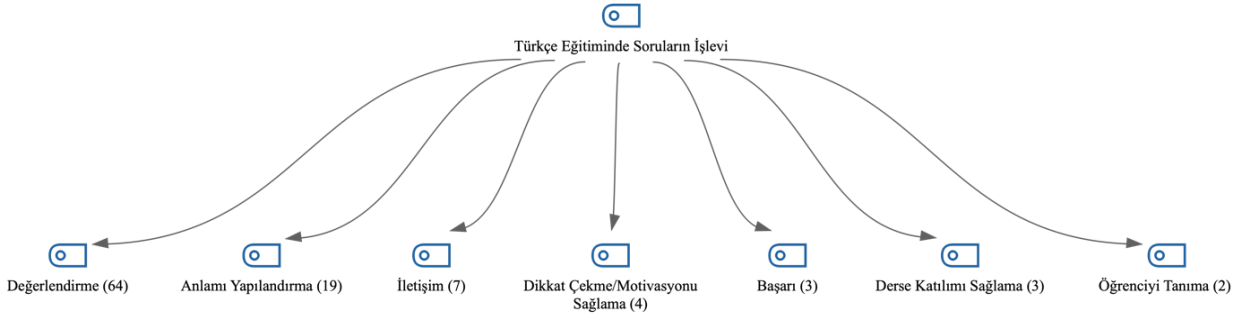 Türkçe Eğitiminde Soruların İşlevi
Değerlendirme (64)
Anlamı Yapılandırma (19)
İletişim (7)
Dikkat Çekme/Motivasyonu
Sağlama (4)
Başarı (3)
Derse Katılımı Sağlama (3)
Öğrenciyi Tanıma (2)